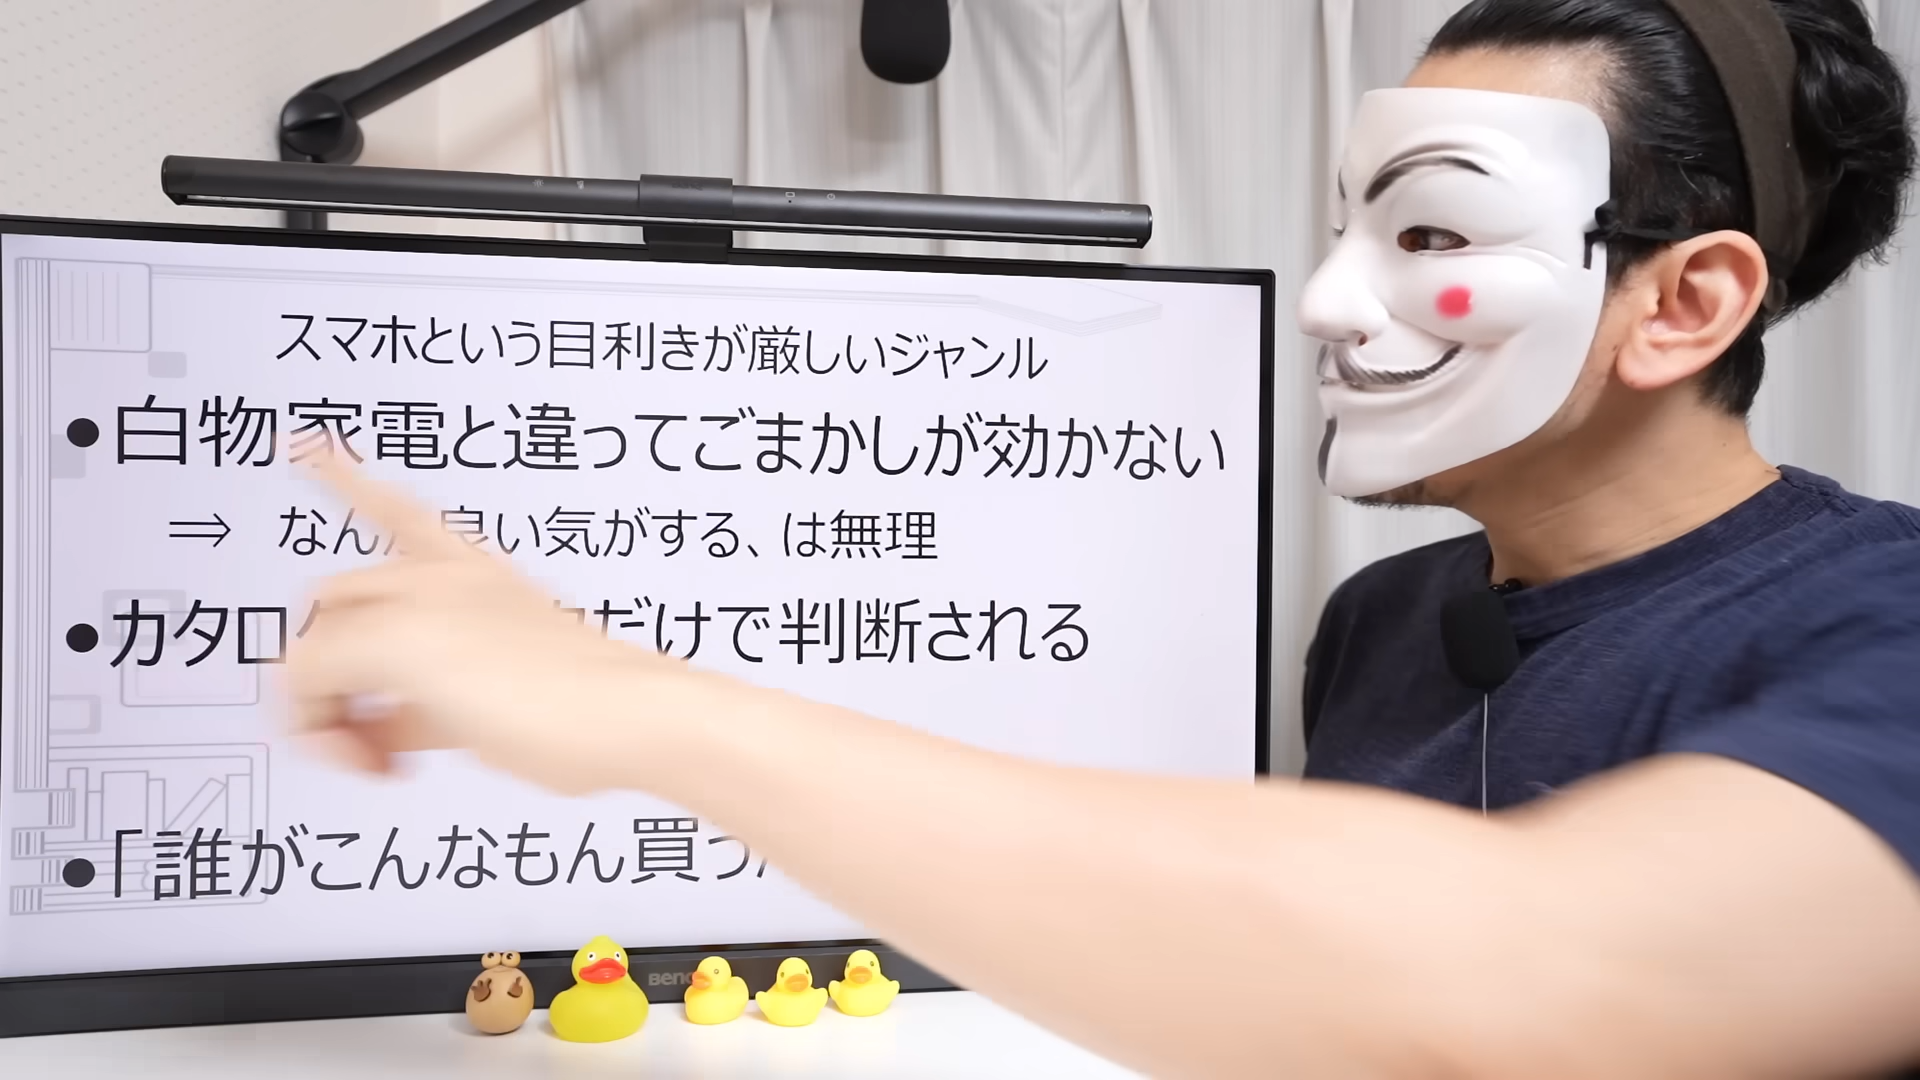 スマホという目利きが厳しいジャンル
●白物家電と違ってごまかしが効かない
⇒ なん 良い気がする、は無理
●カタロ だけで判断される
●「誰がこんなもん買っ
BenQ